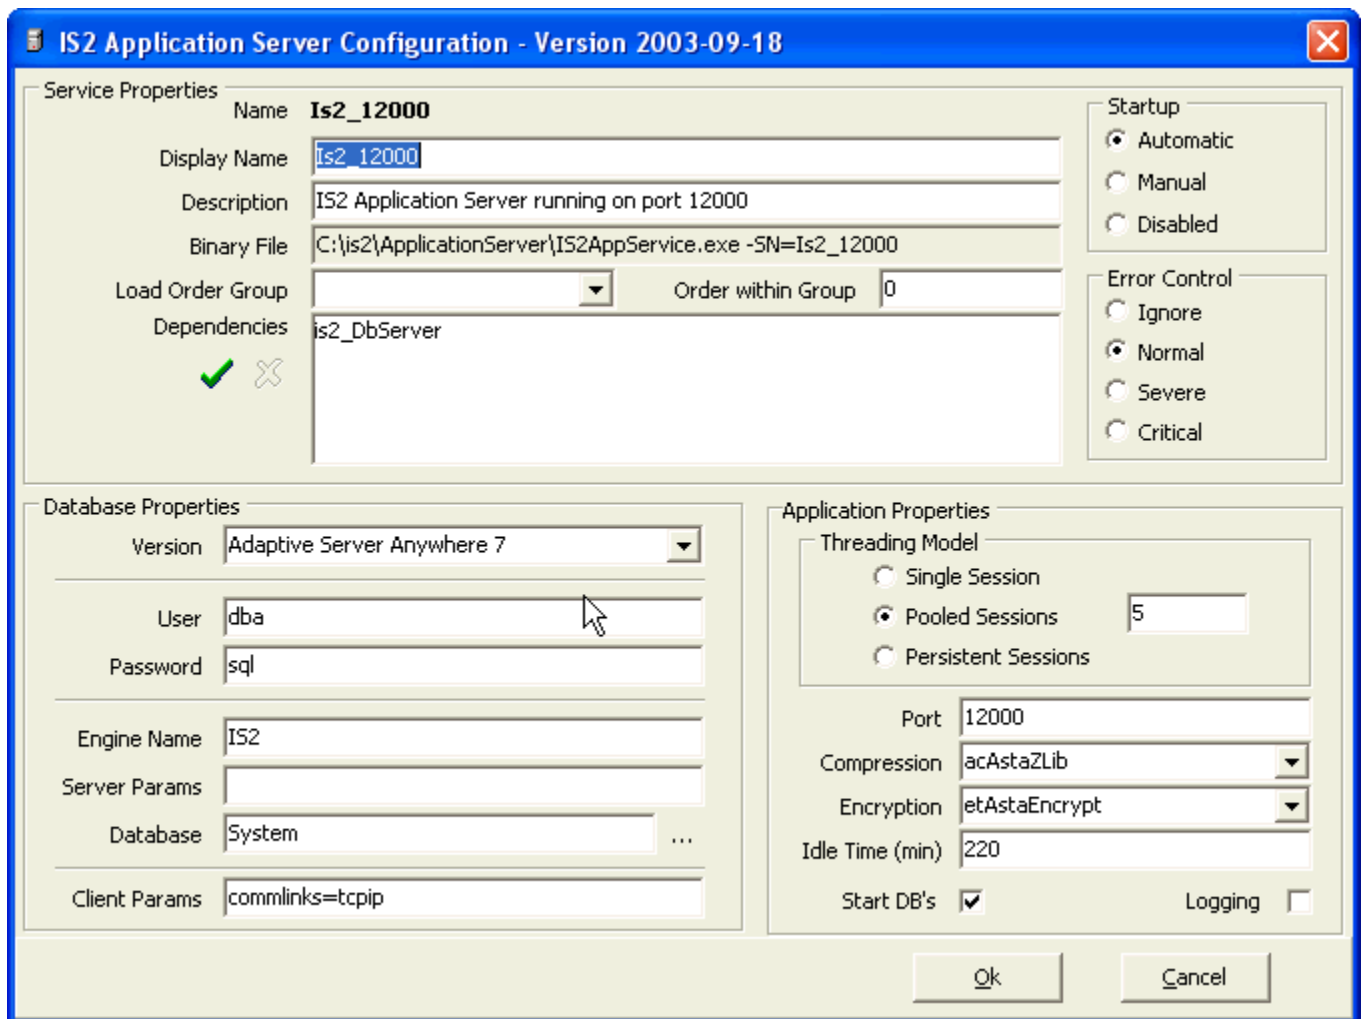 IS2 Application Server Configuration - Version 2003-09-18
Service Properties
Name Is2_12000
Display Name Is2_12000
Description IS2 Application Server running on port 12000
Binary File C:\is2\ApplicationServer\IS2AppService.exe -SN=Is2_12000
Load Order Group Order within Group 0
Dependencies is2_DbServer
Startup
Automatic
Manual
Disabled
Error Control
Ignore
Normal
Severe
Critical
Database Properties
Version Adaptive Server Anywhere 7
User dba
Password sql
Engine Name IS2
Server Params
Database System ...
Client Params commlinks=tcpip
Application Properties
Threading Model
Single Session
Pooled Sessions 5
Persistent Sessions
Port 12000
Compression acAstaZLib
Encryption etAstaEncrypt
Idle Time (min) 220
Start DB's Logging
Ok Cancel